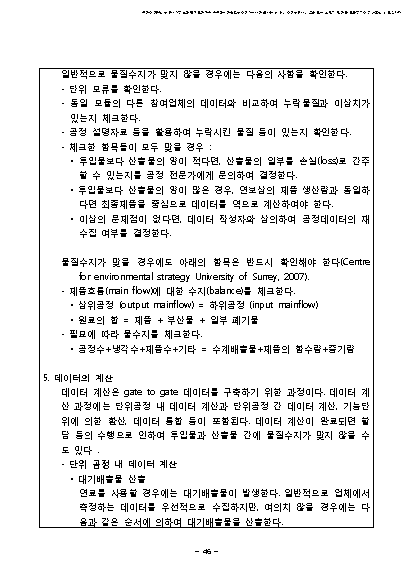 일반적으로 물질수지가 맞지 않을 경우에는 다음의 사항을 확인한다.
- 단위 오류를 확인한다.
- 동일 모듈의 다른 참여업체의 데이터와 비교하여 누락물질과 이상치가
있는지 체크한다.
- 공정 설명자료 등을 활용하여 누락시킨 물질 등이 있는지 확인한다.
- 체크한 항목들이 모두 맞을 경우 :
• 투입물보다 산출물의 양이 적다면, 산출물의 일부를 손실(loss)로 간주
할 수 있는지를 공정 전문가에게 문의하여 결정한다.
• 투입물보다 산출물의 양이 많은 경우, 연보상의 제품 생산량과 동일하
다면 최종제품을 중심으로 데이터를 역으로 계산하여야 한다.
• 이상의 문제점이 없다면, 데이터 작성자와 상의하여 공정데이터의 재
수집 여부를 결정한다.
물질수지가 맞을 경우에도 아래의 항목은 반드시 확인해야 한다(Centre
for environmental strategy University of Surrey, 2007).
- 제품흐름(main flow)에 대한 수지(balance)를 체크한다.
• 상위공정 (output mainflow) = 하위공정 (input mainflow)
• 원료의 합 = 제품 + 부산물 + 일부 폐기물
- 필요에 따라 물수지를 체크한다.
• 공정수+냉각수+제품수+기타 = 수계배출물+제품의 함수량+증기량
5. 데이터의 계산
데이터 계산은 gate to gate 데이터를 구축하기 위한 과정이다. 데이터 계
산 과정에는 단위공정 내 데이터 계산과 단위공정 간 데이터 계산, 기능단
위에 의한 환산, 데이터 통합 등이 포함된다. 데이터 계산이 완료되면 할
당 등의 수행으로 인하여 투입물과 산출물 간에 물질수지가 맞지 않을 수
도 있다 .
- 단위 공정 내 데이터 계산
• 대기배출물 산출
연료를 사용할 경우에는 대기배출물이 발생한다. 일반적으로 업체에서
측정하는 데이터를 우선적으로 수집하지만, 여의치 않을 경우에는 다
음과 같은 순서에 의하여 대기배출물을 산출한다.
- 46 -